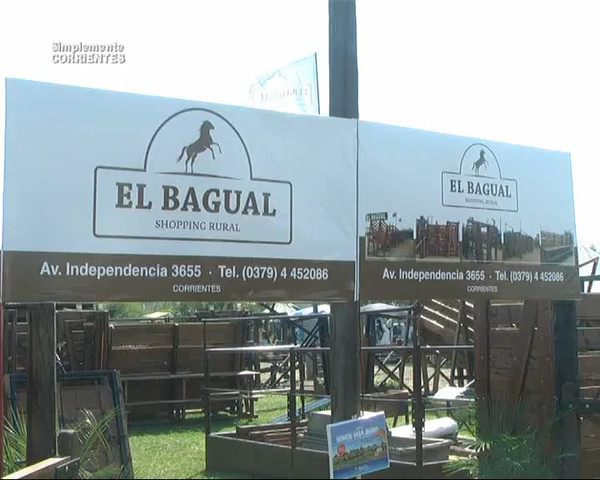 Simplemente
CORRIENTES
EL BAGUAL
SHOPPING RURAL
Av. Independencia 3655 · Tel. (0379) 4 452086
CORRIENTES
EL BAGUAL
SHOPPING RURAL
Av. Independencia 3655 · Tel. (0379) 4 452086
CORRIENTES